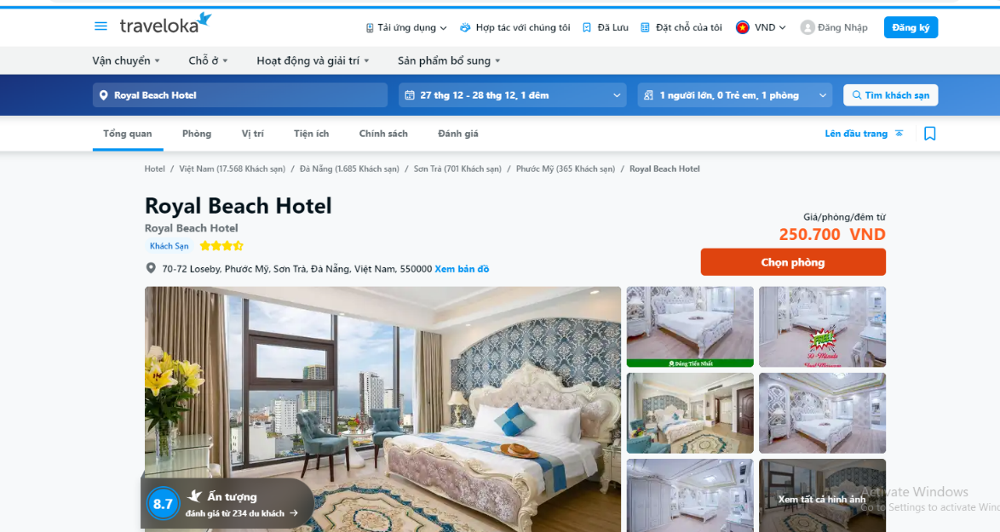 traveloka
Tải ứng dụng
Hợp tác với chúng tôi
Đã Lưu
Đặt chỗ của tôi
VND
Đăng Nhập
Đăng ký
Vận chuyển
Chỗ ở
Hoạt động và giải trí
Sản phẩm bổ sung
Royal Beach Hotel
27 thg 12 - 28 thg 12, 1 đêm
1 người lớn, 0 Trẻ em, 1 phòng
Tìm khách sạn
Tổng quan
Phòng
Vị trí
Tiện ích
Chính sách
Đánh giá
Lên đầu trang
Hotel / Việt Nam (17.568 Khách sạn) / Đà Nẵng (1.685 Khách sạn) / Sơn Trà (701 Khách sạn) / Phước Mỹ (365 Khách sạn) / Royal Beach Hotel
Royal Beach Hotel
Royal Beach Hotel
Khách Sạn
70-72 Loseby, Phước Mỹ, Sơn Trà, Đà Nẵng, Việt Nam, 550000 Xem bản đồ
Giá/phòng/đêm từ
250.700 VND
Chọn phòng
Đáng Tiền Nhất
FREE!
8.7
Ấn tượng
đánh giá từ 234 du khách →
Xem tất cả hình ảnh
Activate Windows
Go to Settings to activate Wind